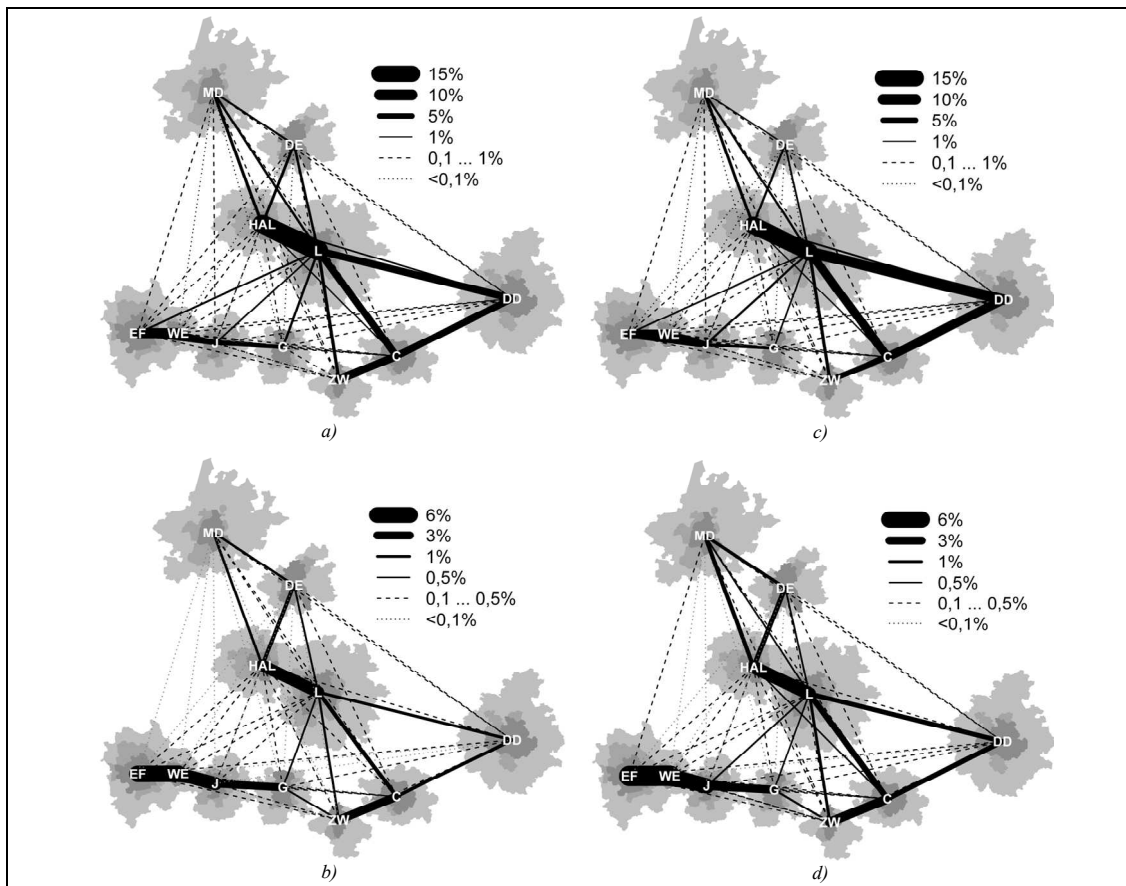 MD
15%
10%
5%
DE
1%
0,1 ... 1%
<0,1%
HAL
L
DD
EF WE J G
C
ZW
a)
MD
15%
10%
5%
DE
1%
0,1 ... 1%
<0,1%
HAL
L
DD
EF WE J G
C
ZW
c)
MD
6%
3%
1%
DE
0,5%
0,1 ... 0,5%
<0,1%
HAL
L
DD
EF WE J G
C
ZW
b)
MD
6%
3%
1%
DE
0,5%
0,1 ... 0,5%
<0,1%
HAL
L
DD
EF WE J G
C
ZW
d)